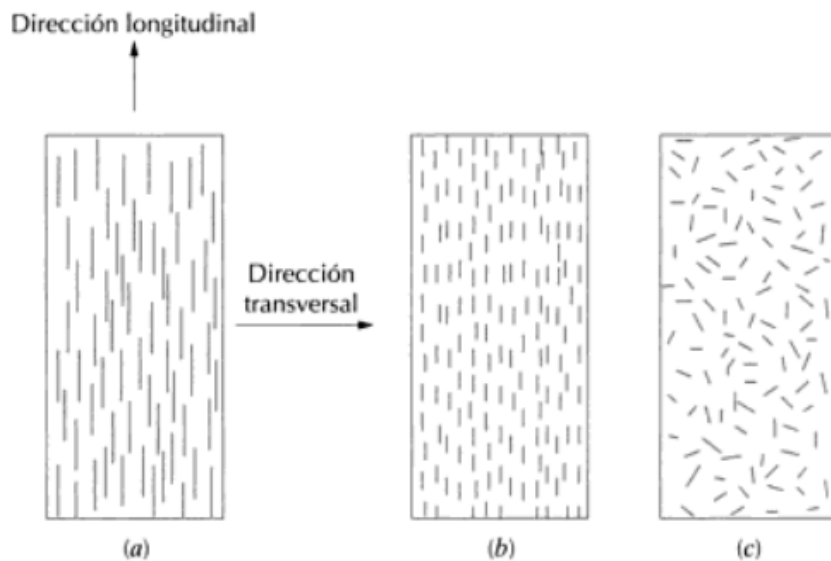 Dirección longitudinal
Dirección
transversal
(a)
(b)
(c)